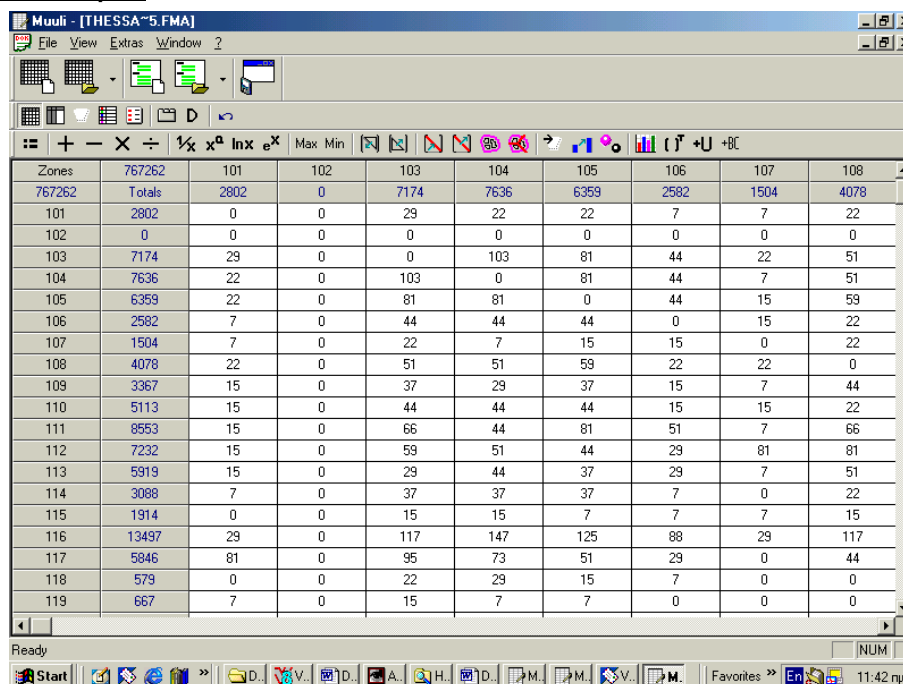 Muuli - [THESSA~5.FMA]
File View Extras Window ?
D
:= + − × ÷ ⅟x xª lnx eˣ Max Min ( )ᵀ +U +BC
Zones 767262 101 102 103 104 105 106 107 108
767262 Totals 2802 0 7174 7636 6359 2582 1504 4078
101 2802 0 0 29 22 22 7 7 22
102 0 0 0 0 0 0 0 0 0
103 7174 29 0 0 103 81 44 22 51
104 7636 22 0 103 0 81 44 7 51
105 6359 22 0 81 81 0 44 15 59
106 2582 7 0 44 44 44 0 15 22
107 1504 7 0 22 7 15 15 0 22
108 4078 22 0 51 51 59 22 22 0
109 3367 15 0 37 29 37 15 7 44
110 5113 15 0 44 44 44 15 15 22
111 8553 15 0 66 44 81 51 7 66
112 7232 15 0 59 51 44 29 81 81
113 5919 15 0 29 44 37 29 7 51
114 3088 7 0 37 37 37 7 0 22
115 1914 0 0 15 15 7 7 7 15
116 13497 29 0 117 147 125 88 29 117
117 5846 81 0 95 73 51 29 0 44
118 579 0 0 22 29 15 7 0 0
119 667 7 0 15 7 7 0 0 0
Ready NUM
Start » D.. V.. D.. A.. H.. D.. M.. M.. V.. M. Favorites » En 11:42 πμ